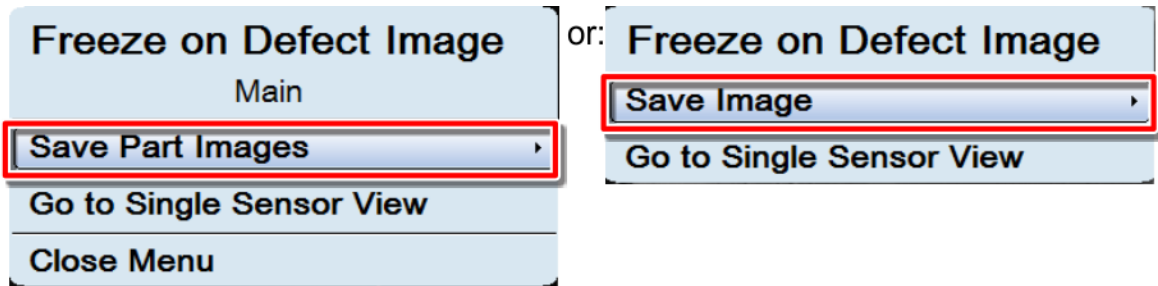 Freeze on Defect Image
Main
Save Part Images
Go to Single Sensor View
Close Menu
or:
Freeze on Defect Image
Save Image
Go to Single Sensor View